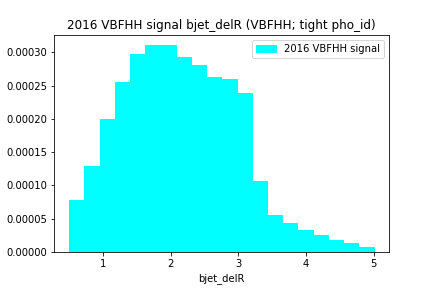 2016 VBFHH signal bjet_delR (VBFHH; tight pho_id)
2016 VBFHH signal
0.00030
0.00025
0.00020
0.00015
0.00010
0.00005
0.00000
1 2 3 4 5
bjet_delR